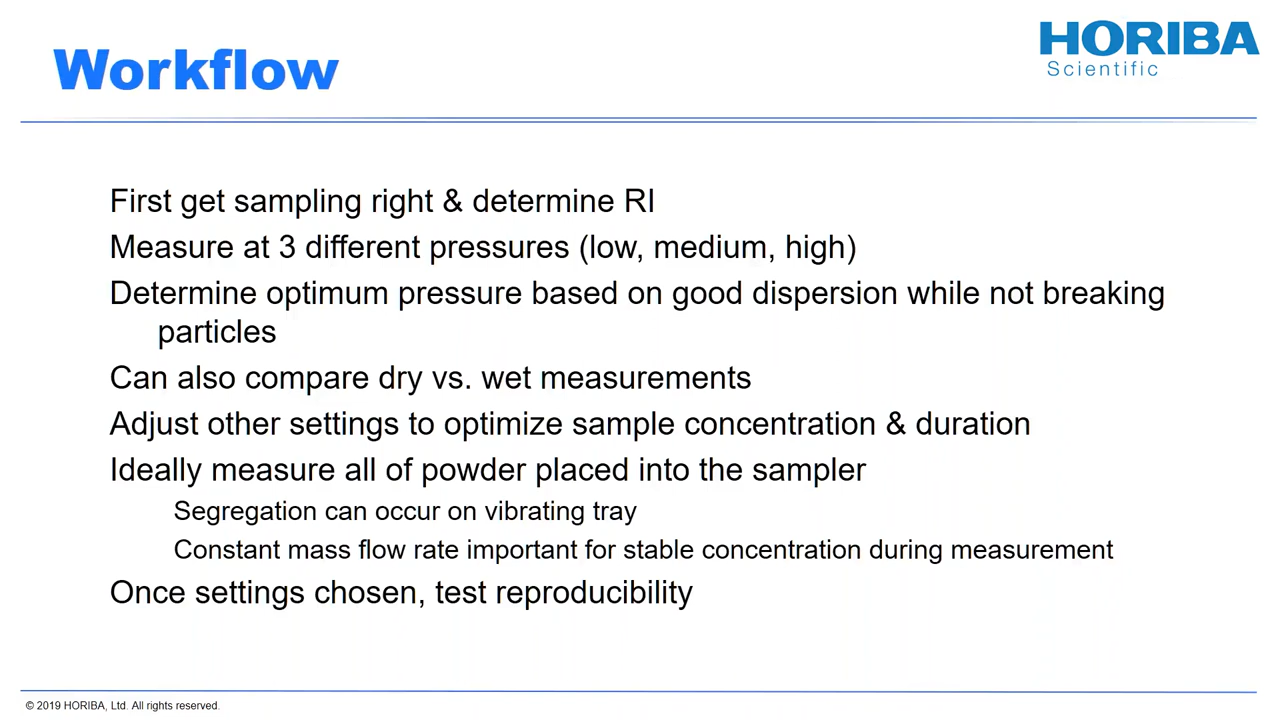 Workflow
HORIBA
Scientific
First get sampling right & determine RI
Measure at 3 different pressures (low, medium, high)
Determine optimum pressure based on good dispersion while not breaking
particles
Can also compare dry vs. wet measurements
Adjust other settings to optimize sample concentration & duration
Ideally measure all of powder placed into the sampler
Segregation can occur on vibrating tray
Constant mass flow rate important for stable concentration during measurement
Once settings chosen, test reproducibility
© 2019 HORIBA, Ltd. All rights reserved.